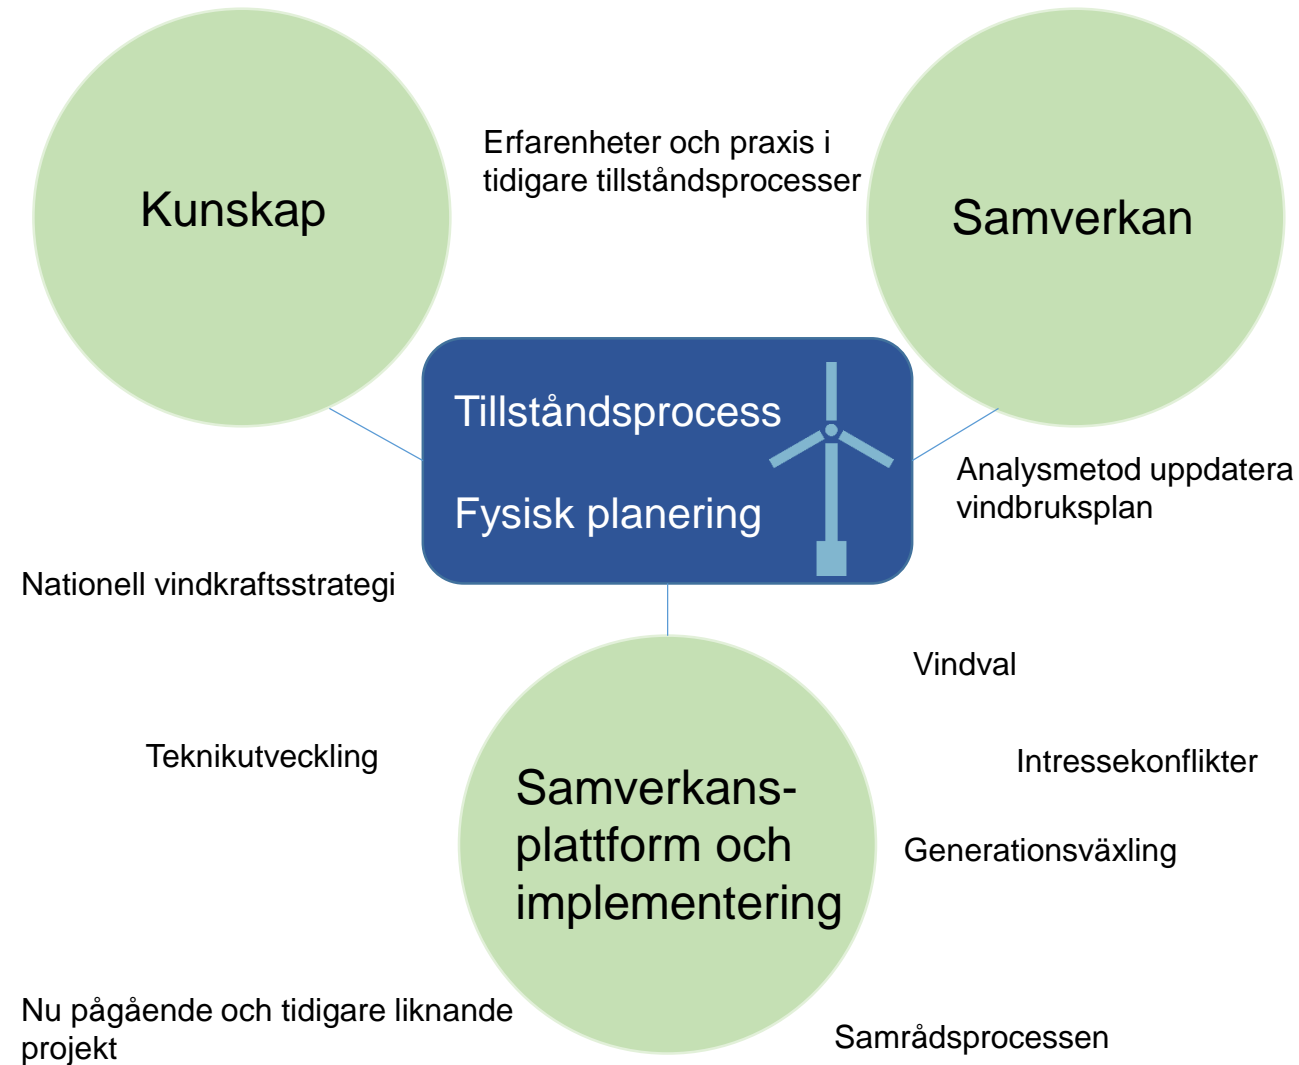 Erfarenheter och praxis i
tidigare tillståndsprocesser
Kunskap
Samverkan
Tillståndsprocess
Fysisk planering
Analysmetod uppdatera
vindbruksplan
Nationell vindkraftsstrategi
Vindval
Teknikutveckling
Intressekonflikter
Samverkans-
plattform och
implementering
Generationsväxling
Nu pågående och tidigare liknande
projekt
Samrådsprocessen